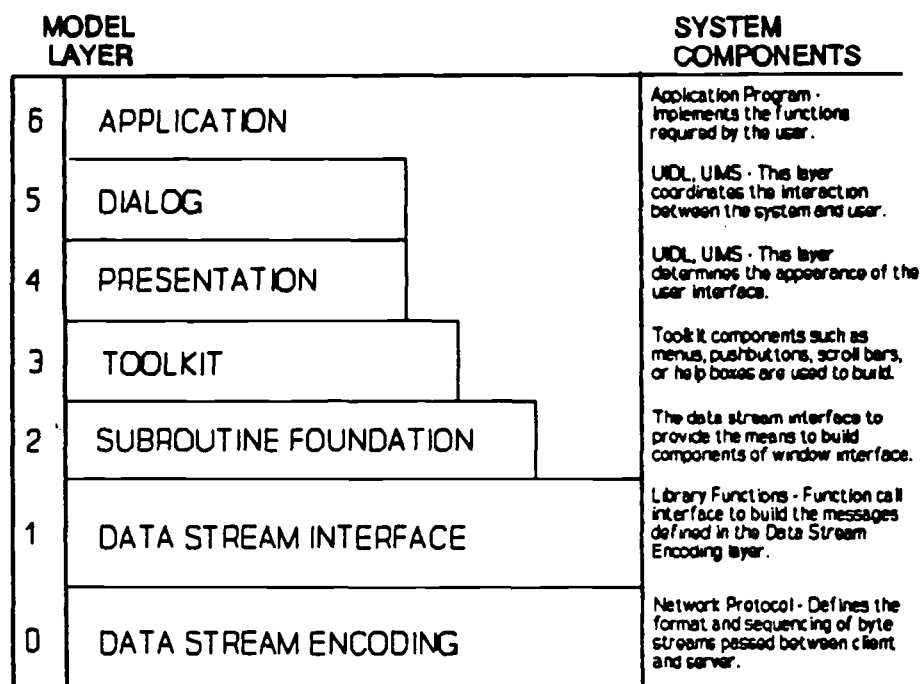 MODEL
LAYER
SYSTEM
COMPONENTS
6
APPLICATION
Application Program -
Implements the functions
required by the user.
5
DIALOG
UIDL, UIMS - This layer
coordinates the interaction
between the system and user.
4
PRESENTATION
UIDL, UIMS - This layer
determines the appearance of the
user interface.
3
TOOLKIT
Toolkit components such as
menus, pushbuttons, scroll bars,
or help boxes are used to build.
2
SUBROUTINE FOUNDATION
The data stream interface to
provide the means to build
components of window interface.
1
DATA STREAM INTERFACE
Library Functions - Function call
interface to build the messages
defined in the Data Stream
Encoding layer.
0
DATA STREAM ENCODING
Network Protocol - Defines the
format and sequencing of byte
streams passed between client
and server.